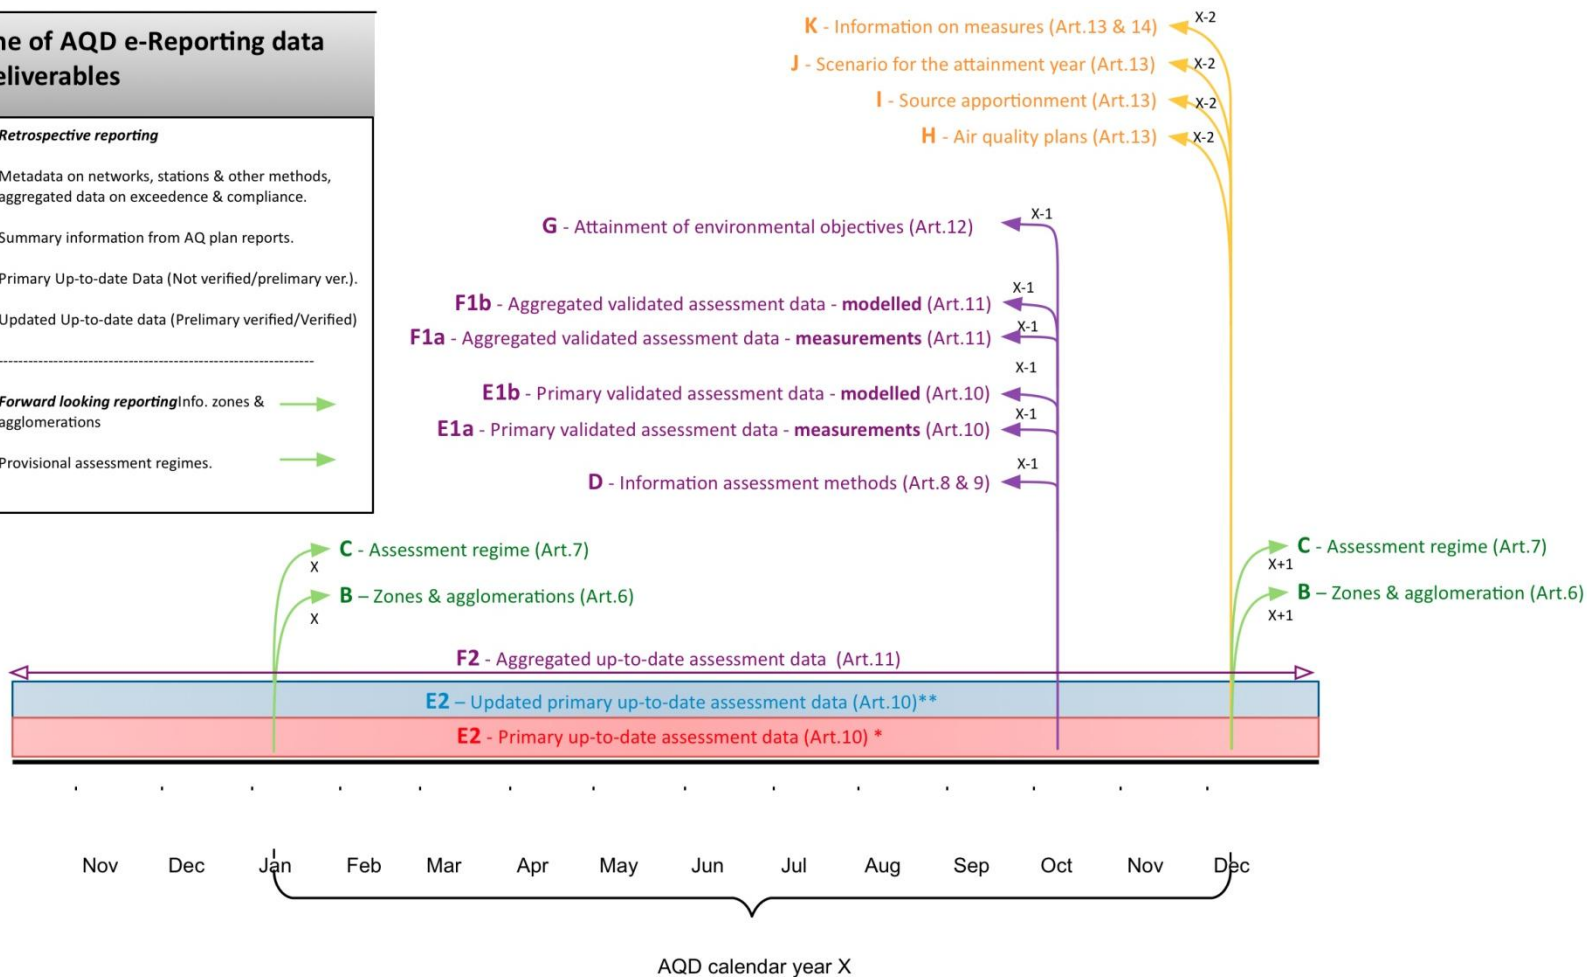 ne of AQD e-Reporting data
eliverables
Retrospective reporting
Metadata on networks, stations & other methods,
aggregated data on exceedence & compliance.
Summary information from AQ plan reports.
Primary Up-to-date Data (Not verified/prelimary ver.).
Updated Up-to-date data (Prelimary verified/Verified)
----------------------------------------------------------------
Forward looking reportingInfo. zones &
agglomerations
Provisional assessment regimes.
K - Information on measures (Art.13 & 14) X-2
J - Scenario for the attainment year (Art.13) X-2
I - Source apportionment (Art.13) X-2
H - Air quality plans (Art.13) X-2
G - Attainment of environmental objectives (Art.12) X-1
F1b - Aggregated validated assessment data - modelled (Art.11) X-1
F1a - Aggregated validated assessment data - measurements (Art.11) X-1
E1b - Primary validated assessment data - modelled (Art.10) X-1
E1a - Primary validated assessment data - measurements (Art.10) X-1
D - Information assessment methods (Art.8 & 9) X-1
C - Assessment regime (Art.7)
X
B – Zones & agglomerations (Art.6)
X
C - Assessment regime (Art.7)
X+1
B – Zones & agglomeration (Art.6)
X+1
F2 - Aggregated up-to-date assessment data (Art.11)
E2 – Updated primary up-to-date assessment data (Art.10)**
E2 - Primary up-to-date assessment data (Art.10) *
Nov Dec Jan Feb Mar Apr May Jun Jul Aug Sep Oct Nov Dec
AQD calendar year X